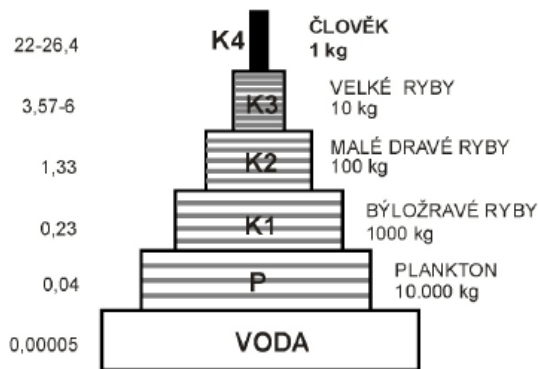 22-26,4
K4
ČLOVĚK
1 kg
3,57-6
K3
VELKÉ RYBY
10 kg
1,33
K2
MALÉ DRAVÉ RYBY
100 kg
0,23
K1
BÝLOŽRAVÉ RYBY
1000 kg
0,04
P
PLANKTON
10.000 kg
0,00005
VODA